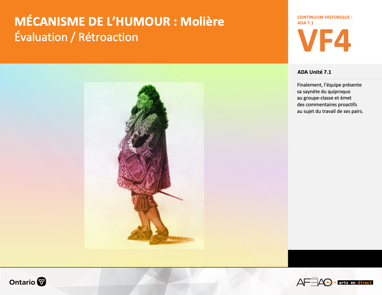 MÉCANISME DE L'HUMOUR : Molière
Évaluation / Rétroaction
CONTINUUM HISTORIQUE :
ADA 7.1
VF4
ADA Unité 7.1
Finalement, l'équipe présente
sa saynète du quiproquo
au groupe-classe et émet
des commentaires proactifs
au sujet du travail de ses pairs.
Ontario
arts en direct